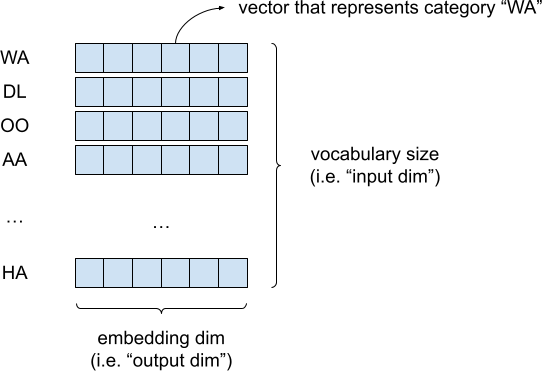 vector that represents category “WA”
WA
DL
OO
AA
vocabulary size
(i.e. “input dim”)
... ...
HA
embedding dim
(i.e. “output dim”)